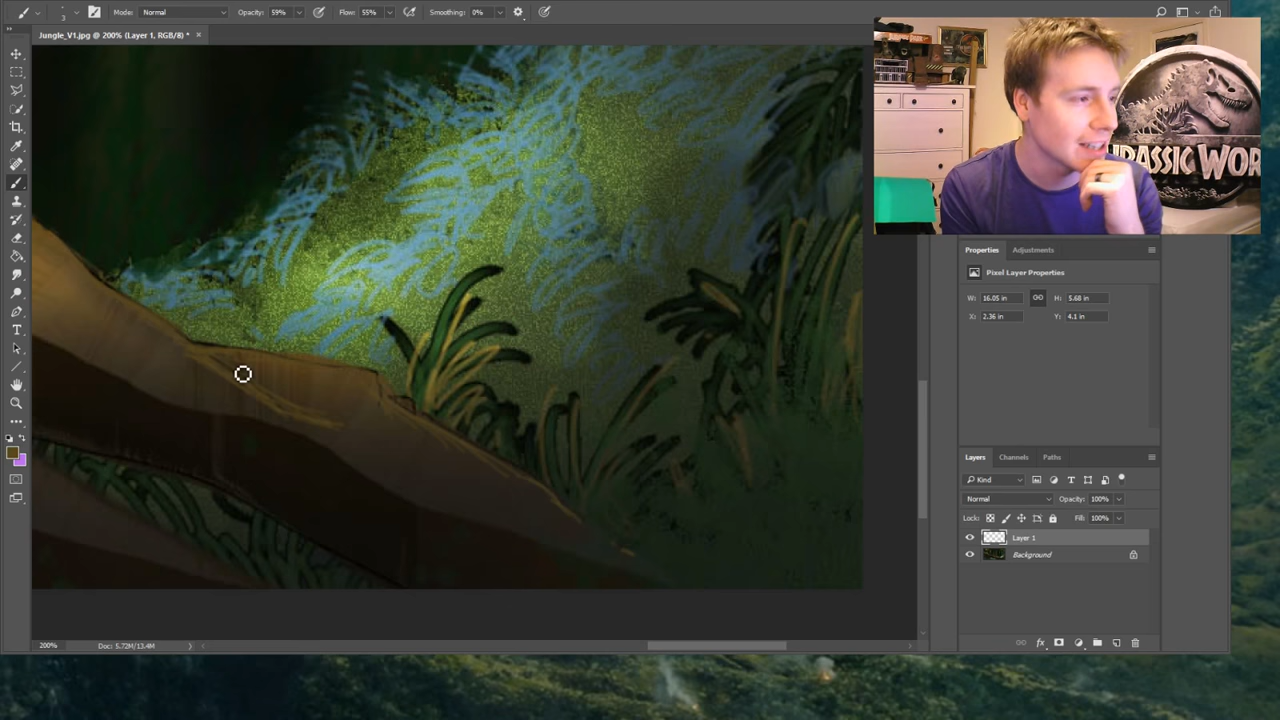 3 Mode: Normal Opacity: 59% Flow: 55% Smoothing: 0%
Jungle_V1.jpg @ 200% (Layer 1, RGB/8) * ×
JURASSIC WOR
Properties Adjustments
Pixel Layer Properties
W: 16.05 in H: 5.68 in
X: 2.36 in Y: 4.1 in
Layers Channels Paths
Kind
Normal Opacity: 100%
Lock: Fill: 100%
Layer 1
Background
fx
200% Doc: 5.72M/13.4M